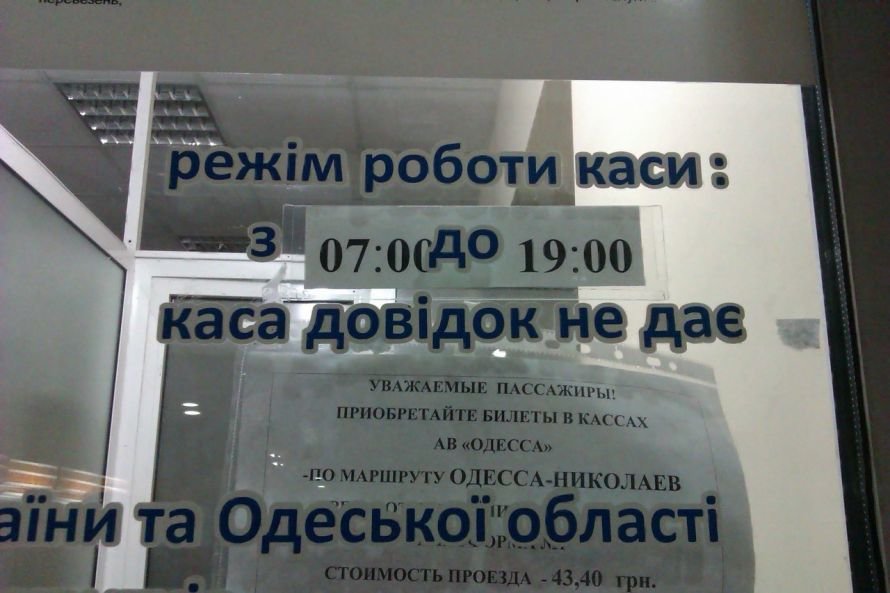 перевезень,
режім роботи каси:
з 07:00 до 19:00
каса довідок не дає
УВАЖАЕМЫЕ ПАССАЖИРЫ!
ПРИОБРЕТАЙТЕ БИЛЕТЫ В КАССАХ
АВ «ОДЕССА»
-ПО МАРШРУТУ ОДЕССА-НИКОЛАЕВ
аїни та Одеської області
СТОИМОСТЬ ПРОЕЗДА - 43,40 грн.